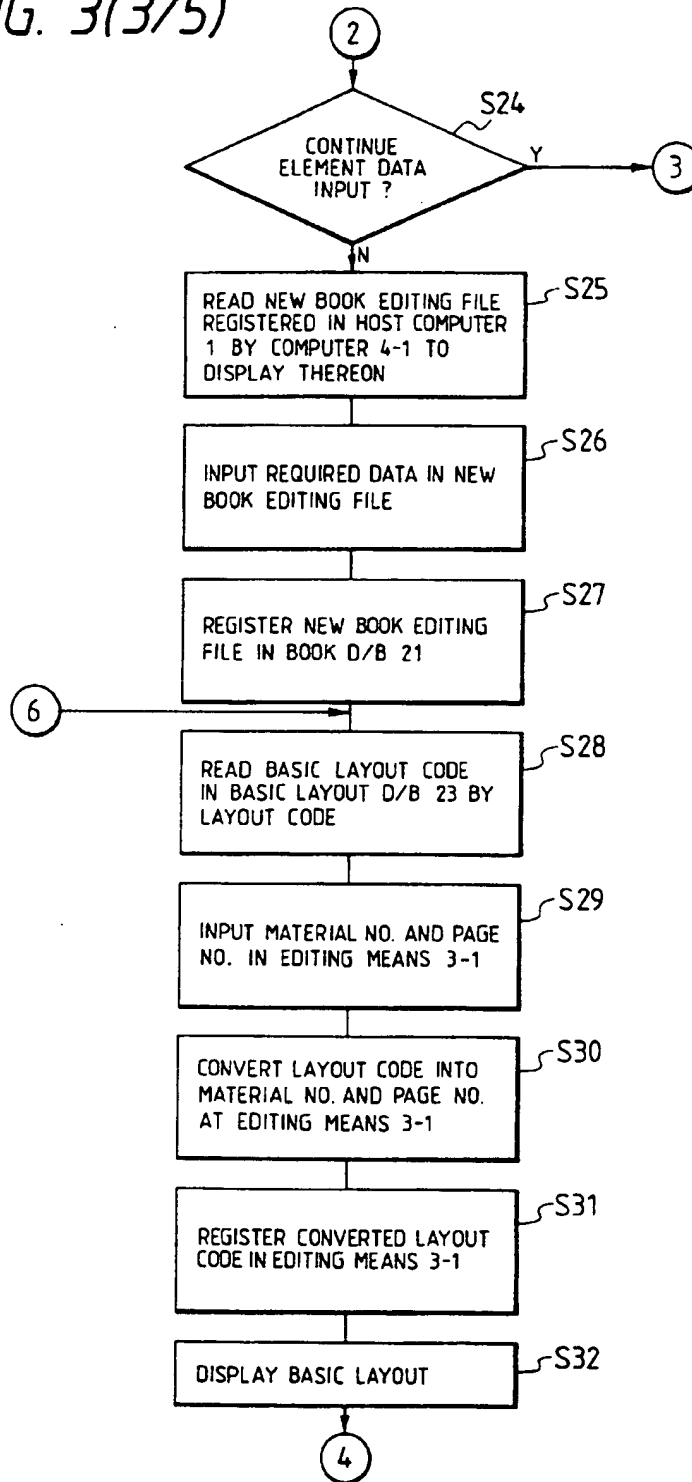 G. 3(3/5)
2
S24
CONTINUE
ELEMENT DATA
INPUT ?
Y
3
N
S25
READ NEW BOOK EDITING FILE
REGISTERED IN HOST COMPUTER
1 BY COMPUTER 4-1 TO
DISPLAY THEREON
S26
INPUT REQUIRED DATA IN NEW
BOOK EDITING FILE
S27
REGISTER NEW BOOK EDITING
FILE IN BOOK D/B 21
6
S28
READ BASIC LAYOUT CODE
IN BASIC LAYOUT D/B 23 BY
LAYOUT CODE
S29
INPUT MATERIAL NO. AND PAGE
NO. IN EDITING MEANS 3-1
S30
CONVERT LAYOUT CODE INTO
MATERIAL NO. AND PAGE NO.
AT EDITING MEANS 3-1
S31
REGISTER CONVERTED LAYOUT
CODE IN EDITING MEANS 3-1
S32
DISPLAY BASIC LAYOUT
4